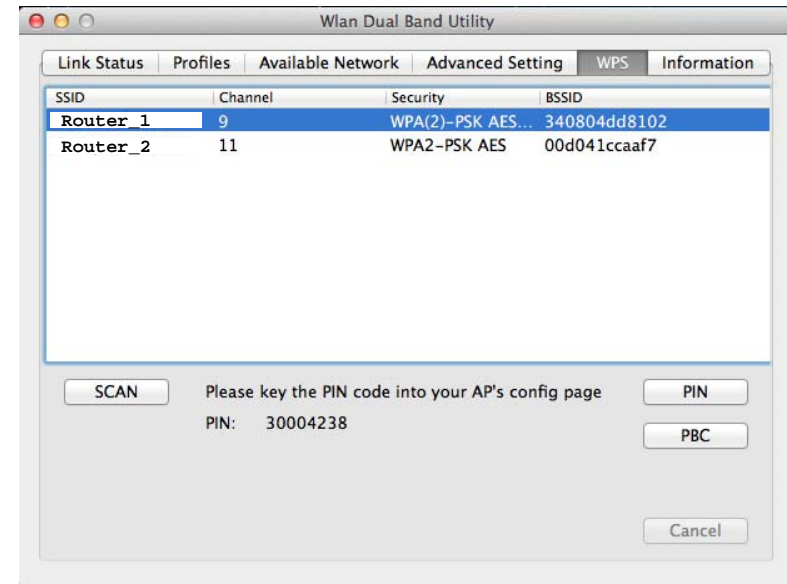 Wlan Dual Band Utility
Link Status Profiles Available Network Advanced Setting WPS Information
SSID Channel Security BSSID
Router_1 9 WPA(2)-PSK AES... 340804dd8102
Router_2 11 WPA2-PSK AES 00d041ccaaf7
SCAN Please key the PIN code into your AP's config page PIN
PIN: 30004238
PBC
Cancel